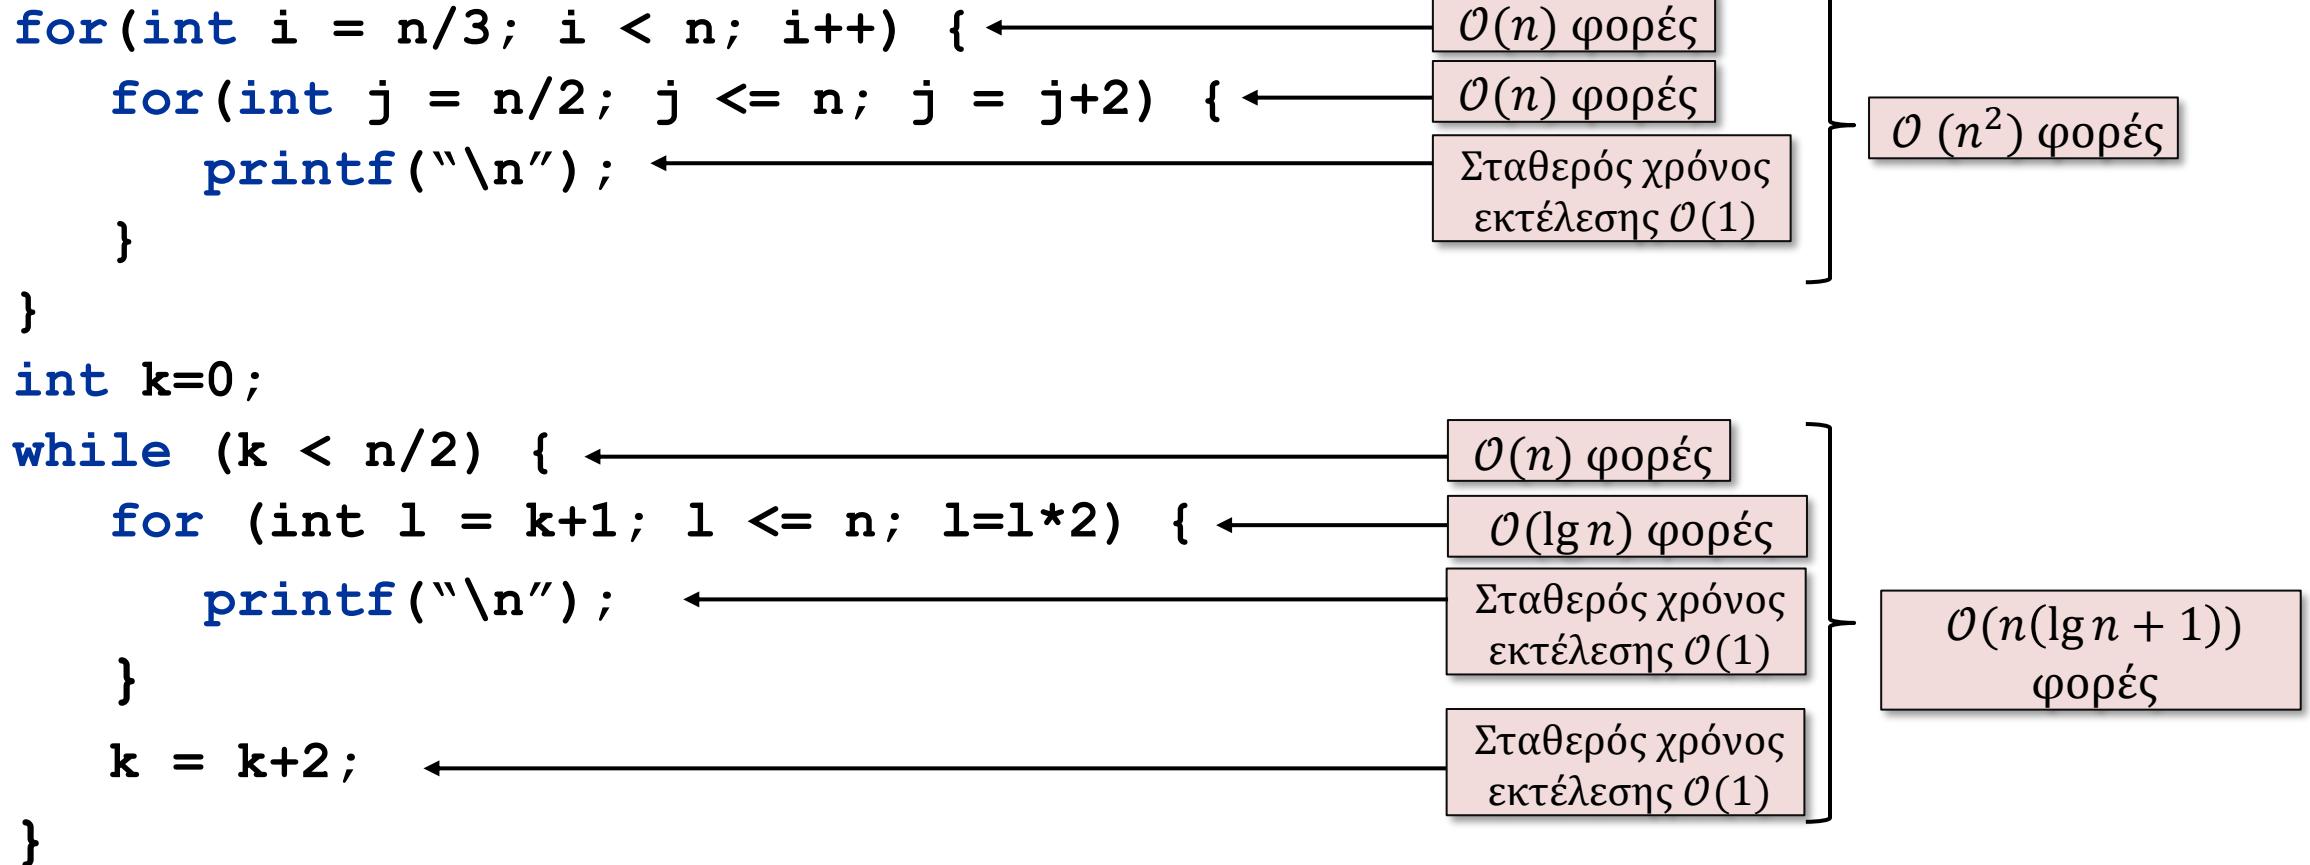 for(int i = n/3; i < n; i++) {
𝒪(n) φορές
for(int j = n/2; j <= n; j = j+2) {
𝒪(n) φορές
𝒪 (n²) φορές
printf(“\n”);
Σταθερός χρόνος
εκτέλεσης 𝒪(1)
}
}
int k=0;
while (k < n/2) {
𝒪(n) φορές
for (int l = k+1; l <= n; l=l*2) {
𝒪(lg n) φορές
printf(“\n”);
Σταθερός χρόνος
εκτέλεσης 𝒪(1)
𝒪(n(lg n + 1))
φορές
}
k = k+2;
Σταθερός χρόνος
εκτέλεσης 𝒪(1)
}